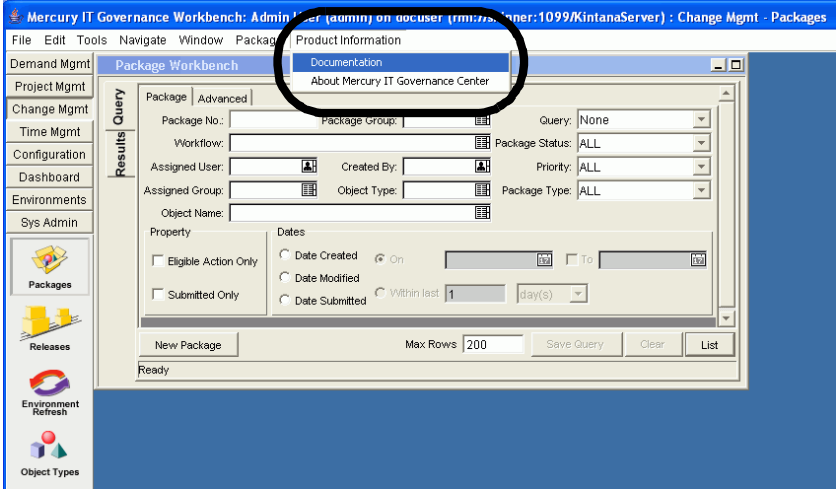 Mercury IT Governance Workbench: Admin User (admin) on docuser (rmi://skinner:1099/KintanaServer) : Change Mgmt - Packages
File Edit Tools Navigate Window Package Product Information
Documentation
About Mercury IT Governance Center
Demand Mgmt
Project Mgmt
Change Mgmt
Time Mgmt
Configuration
Dashboard
Environments
Sys Admin
Packages
Releases
Environment
Refresh
Object Types
Package Workbench
Query
Results
Package Advanced
Package No.: Package Group: Query: None
Workflow: Package Status: ALL
Assigned User: Created By: Priority: ALL
Assigned Group: Object Type: Package Type: ALL
Object Name:
Property Dates
Eligible Action Only Date Created On To
Date Modified
Submitted Only Date Submitted Within last 1 day(s)
New Package Max Rows 200 Save Query Clear List
Ready